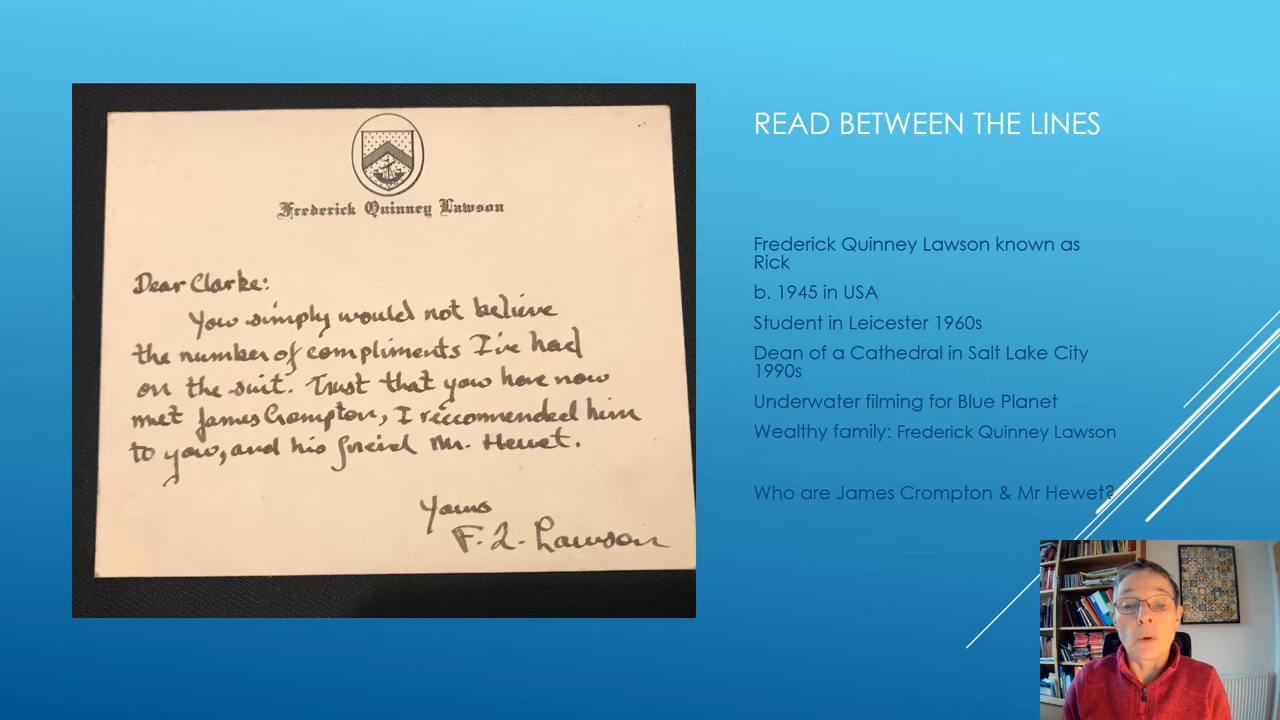 Frederick Quinney Lawson
Dear Clarke:
You simply would not believe
the number of compliments I've had
on the suit. Trust that you have now
met James Crompton, I reccomended him
to you, and his freind Mr. Hewet.
Yours
F. Q. Lawson
READ BETWEEN THE LINES
Frederick Quinney Lawson known as
Rick
b. 1945 in USA
Student in Leicester 1960s
Dean of a Cathedral in Salt Lake City
1990s
Underwater filming for Blue Planet
Wealthy family: Frederick Quinney Lawson
Who are James Crompton & Mr Hewet?